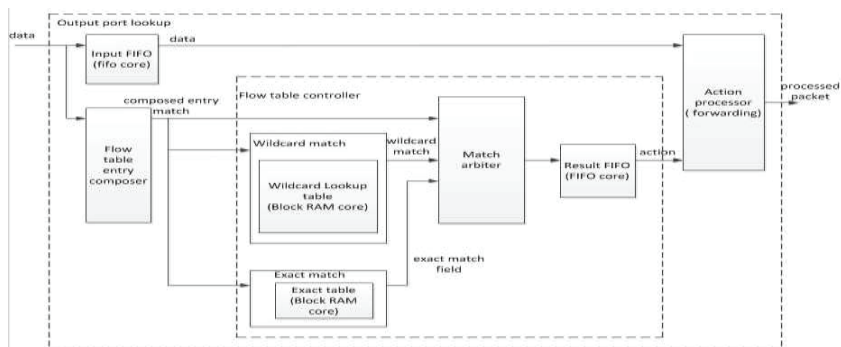 Output port lookup
data
data
Input FIFO
(fifo core)
composed entry
match
Flow
table
entry
composer
Flow table controller
Wildcard match
Wildcard Lookup
table
(Block RAM core)
wildcard
match
Match
arbiter
Exact match
Exact table
(Block RAM
core)
exact match
field
Result FIFO
(FIFO core)
action
Action
processor
( forwarding)
processed
packet